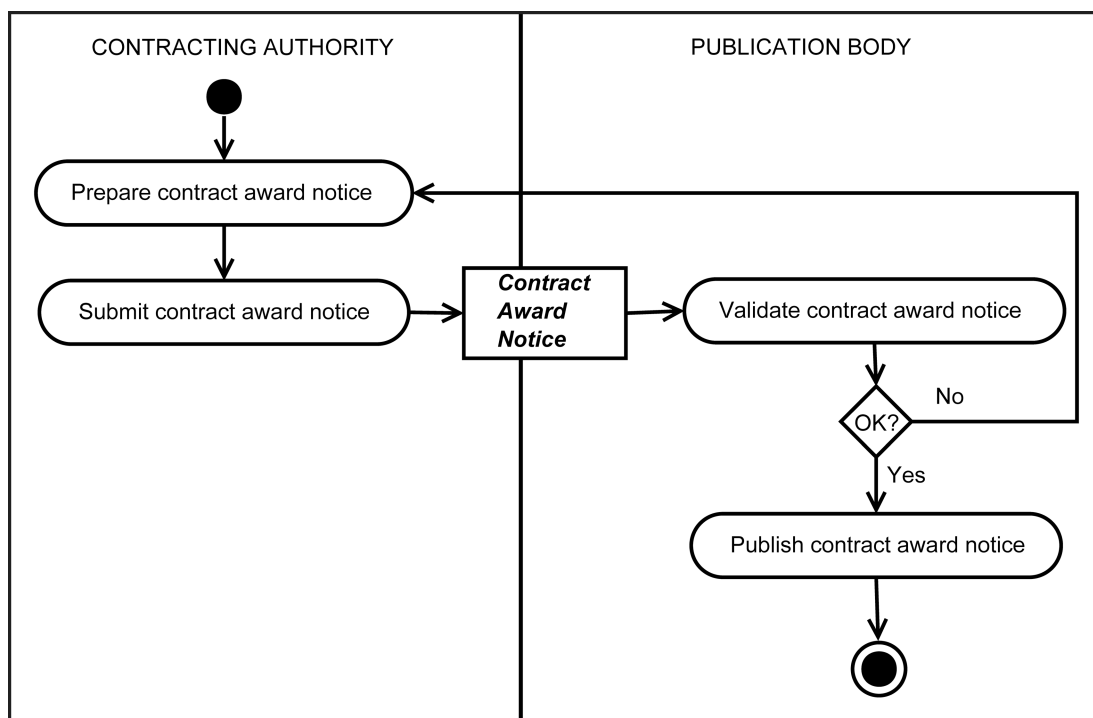 CONTRACTING AUTHORITY
PUBLICATION BODY
Prepare contract award notice
Submit contract award notice
Contract
Award
Notice
Validate contract award notice
OK?
No
Yes
Publish contract award notice